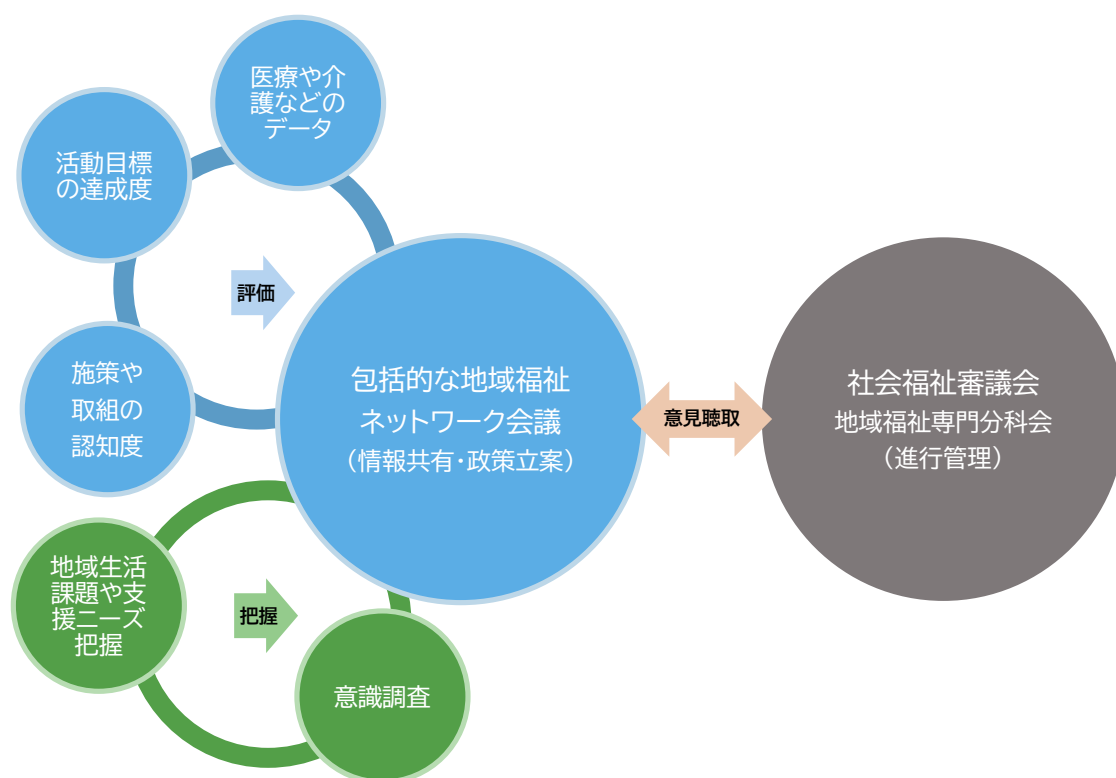 医療や介
護などの
データ
活動目標
の達成度
評価
施策や
取組の
認知度
包括的な地域福祉
ネットワーク会議
（情報共有・政策立案）
意見聴取
社会福祉審議会
地域福祉専門分科会
（進行管理）
地域生活
課題や支
援ニーズ
把握
把握
意識調査